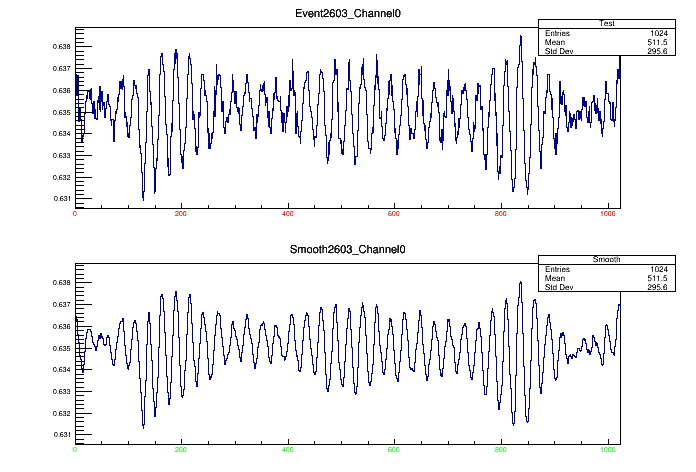 Event2603_Channel0
Test
Entries 1024
Mean 511.5
Std Dev 295.6
0.638
0.637
0.636
0.635
0.634
0.633
0.632
0.631
0 200 400 600 800 1000
Smooth2603_Channel0
Smooth
Entries 1024
Mean 511.5
Std Dev 295.6
0.638
0.637
0.636
0.635
0.634
0.633
0.632
0.631
0 200 400 600 800 1000